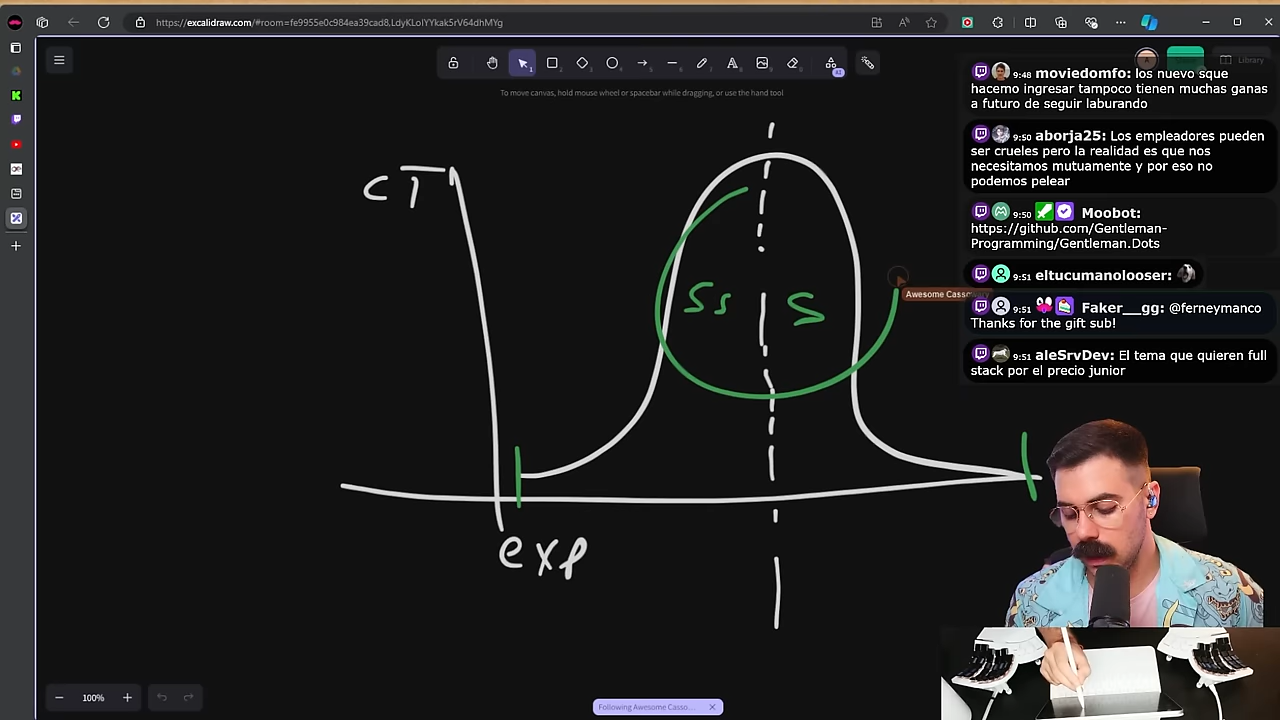 https://excalidraw.com/#room=fe9955e0c984ea39cad8,LdyKLoIYYkak5rV64dhMYg
Library
To move canvas, hold mouse wheel or spacebar while dragging, or use the hand tool
9:48 moviedomfo: los nuevo sque
hacemo ingresar tampoco tienen muchas ganas
a futuro de seguir laburando
9:50 aborja25: Los empleadores pueden
ser crueles pero la realidad es que nos
necesitamos mutuamente y por eso no
podemos pelear
9:50 Moobot:
https://github.com/Gentleman-
Programming/Gentleman.Dots
9:51 eltucumanolooser:
9:51 Faker__gg: @ferneymanco
Thanks for the gift sub!
9:51 aleSrvDev: El tema que quieren full
stack por el precio junior
CT
Ss
S
exp
100%
Following Awesome Casso...